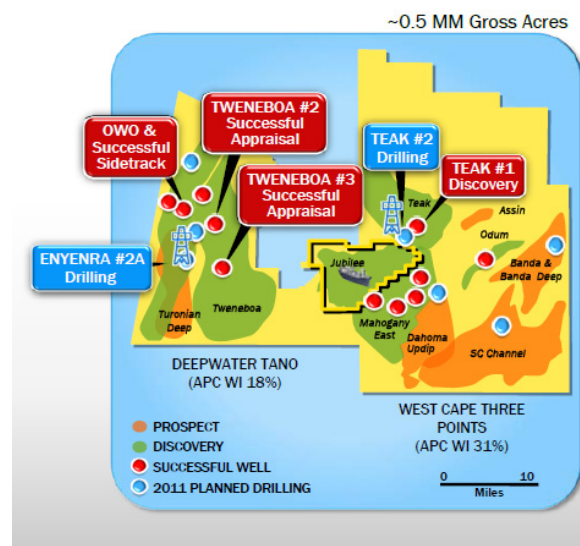 ~0.5 MM Gross Acres
TWENEBOA #2
Successful
Appraisal
OWO &
Successful
Sidetrack
TEAK #2
Drilling
TEAK #1
Discovery
TWENEBOA #3
Successful
Appraisal
Teak
Assin
Odum
ENYENRA #2A
Drilling
Jubilee
Banda &
Banda Deep
Turonian
Deep
Tweneboa
Mahogany
East
Dahoma
Updip
SC Channel
DEEPWATER TANO
(APC WI 18%)
WEST CAPE THREE
POINTS
(APC WI 31%)
PROSPECT
DISCOVERY
SUCCESSFUL WELL
2011 PLANNED DRILLING
0 10
Miles